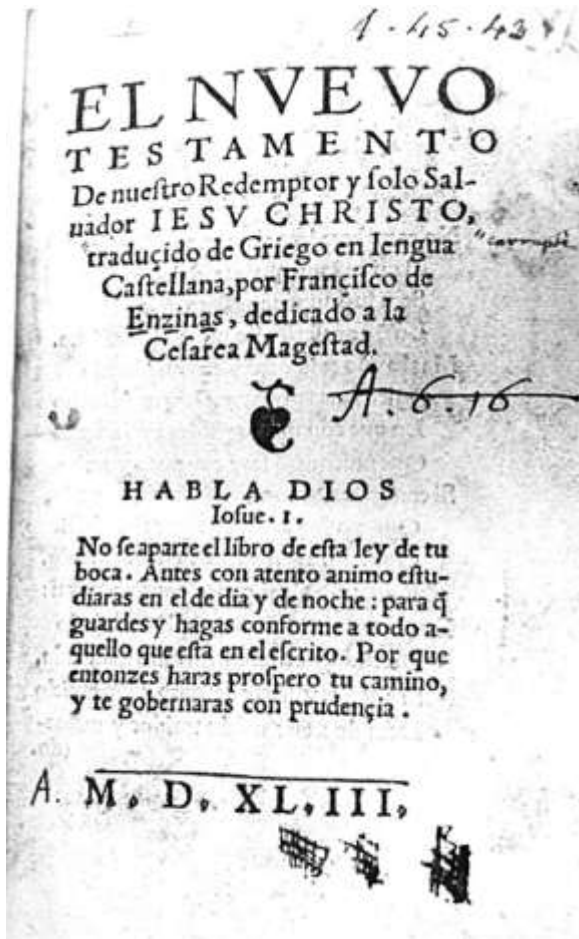 1-45-43
EL NVEVO
TESTAMENTO
De nueſtro Redemptor y ſolo Sal-
uador IESV CHRISTO,
traduçido de Griego en lengua
Caſtellana, por Françiſco de
Enzinas, dedicado a la
Ceſarea Mageſtad.
A. 6. 16
HABLA DIOS
Ioſue. 1.
No ſe aparte el libro de eſta ley de tu
boca. Antes con atento animo eſtu-
diaras en el de dia y de noche: para q̃
guardes y hagas conforme a todo a-
quello que eſta en el eſcrito. Por que
entonzes haras proſpero tu camino,
y te gobernaras con prudençia.
A. M. D. XL. III.